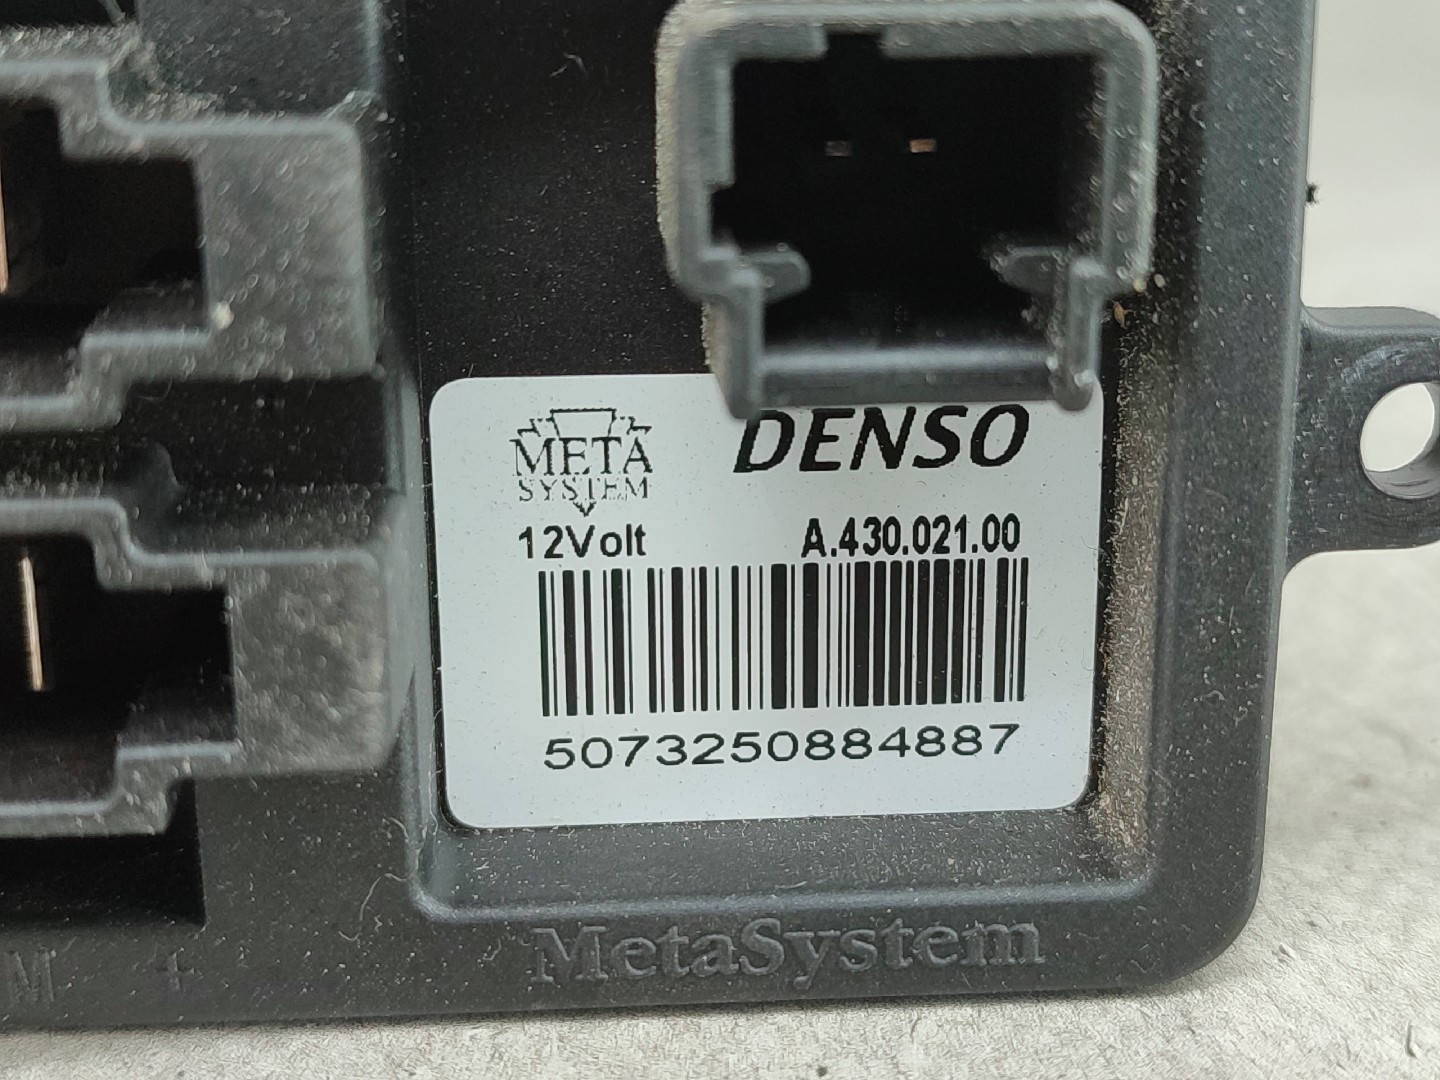 META
SYSTEM
DENSO
12Volt
A.430.021.00
5073250884887
MetaSystem
M +